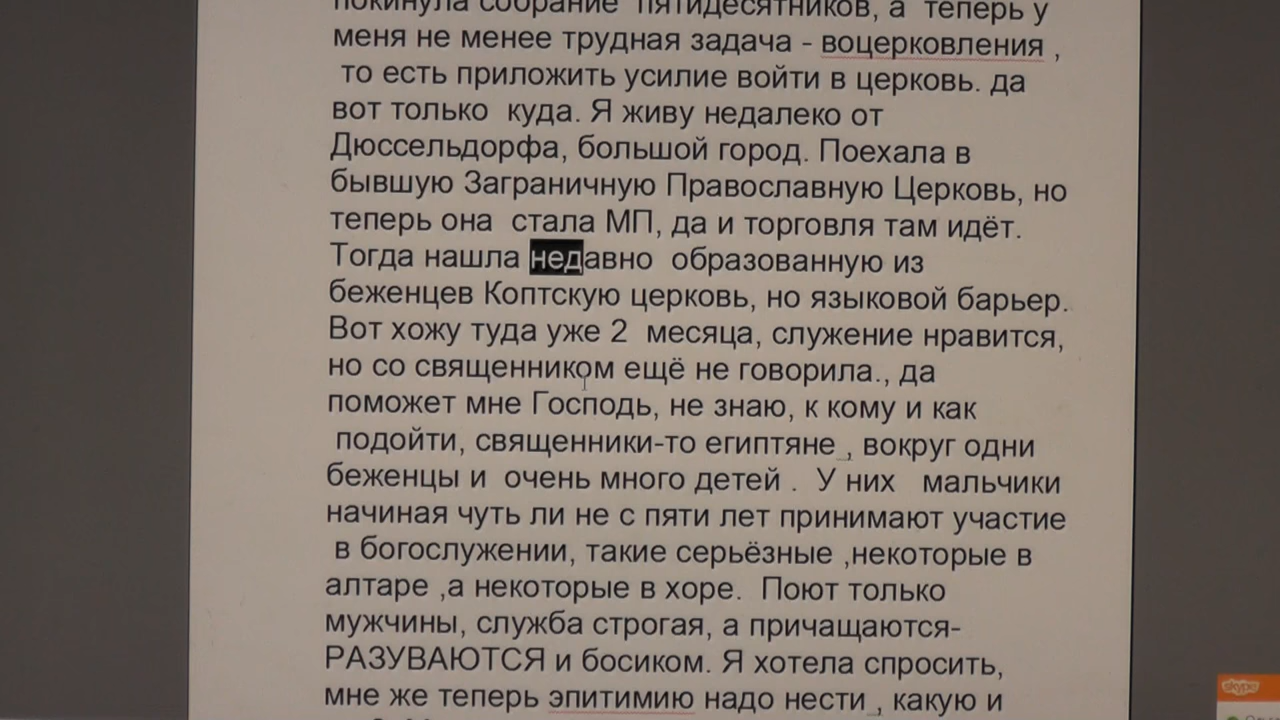 покинула собрание  пятидесятников, а  теперь у
меня не менее трудная задача - воцерковления ,
то есть приложить усилие войти в церковь. да
вот только  куда. Я живу недалеко от
Дюссельдорфа, большой город. Поехала в
бывшую Заграничную Православную Церковь, но
теперь она  стала МП, да и торговля там идёт.
Тогда нашла недавно  образованную из
беженцев Коптскую церковь, но языковой барьер.
Вот хожу туда уже 2  месяца, служение нравится,
но со священником ещё не говорила., да
поможет мне Господь, не знаю, к кому и как
подойти, священники-то египтяне , вокруг одни
беженцы и  очень много детей .  У них   мальчики
начиная чуть ли не с пяти лет принимают участие
в богослужении, такие серьёзные ,некоторые в
алтаре ,а некоторые в хоре.  Поют только
мужчины, служба строгая, а причащаются-
РАЗУВАЮТСЯ и босиком. Я хотела спросить,
мне же теперь эпитимию надо нести , какую и
skype